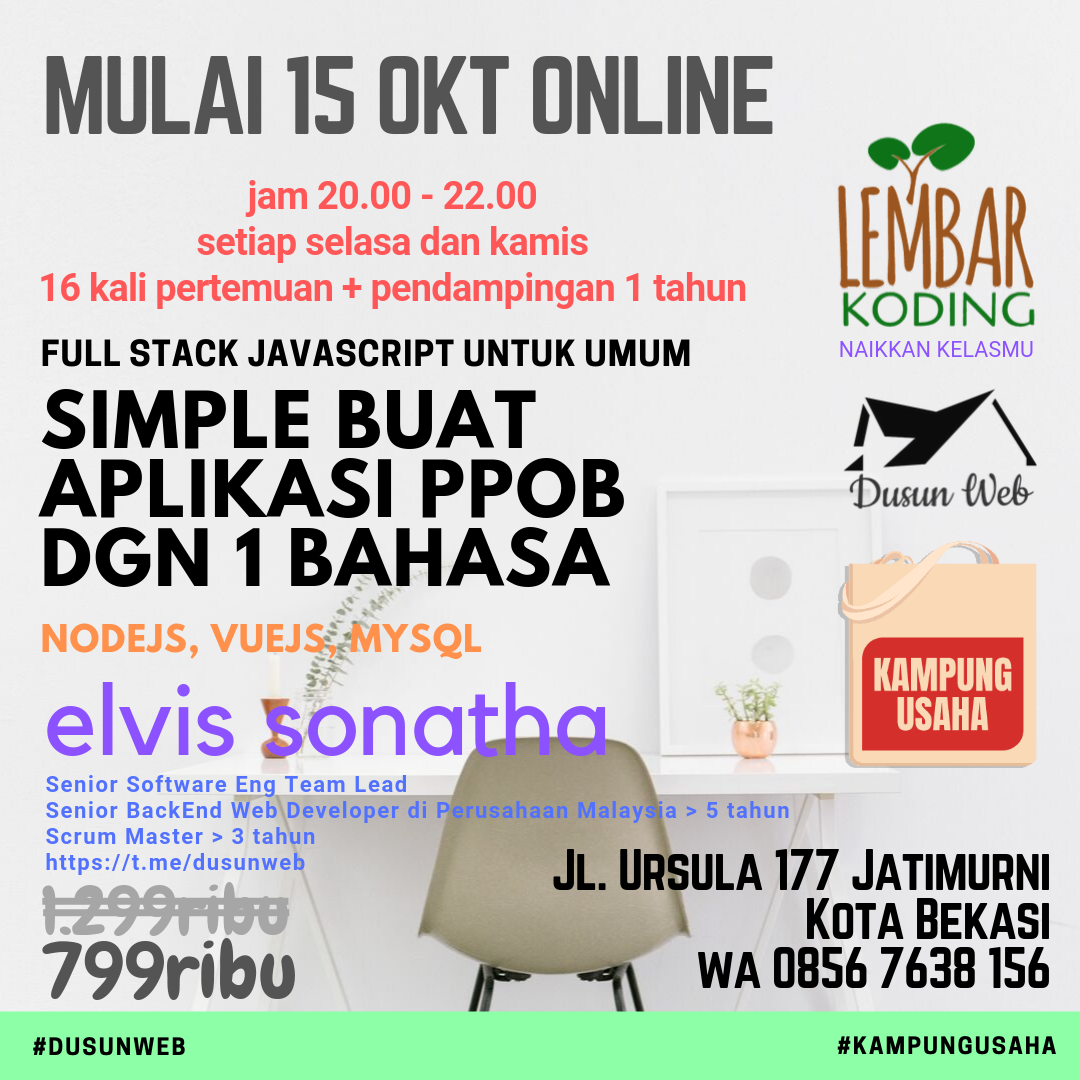 MULAI 15 OKT ONLINE
jam 20.00 - 22.00
setiap selasa dan kamis
16 kali pertemuan + pendampingan 1 tahun
LEMBAR
KODING
NAIKKAN KELASMU
FULL STACK JAVASCRIPT UNTUK UMUM
SIMPLE BUAT
APLIKASI PPOB
DGN 1 BAHASA
Dusun Web
NODEJS, VUEJS, MYSQL
KAMPUNG
USAHA
elvis sonatha
Senior Software Eng Team Lead
Senior BackEnd Web Developer di Perusahaan Malaysia > 5 tahun
Scrum Master > 3 tahun
https://t.me/dusunweb
1.299ribu
799ribu
JL. URSULA 177 JATIMURNI
KOTA BEKASI
WA 0856 7638 156
#DUSUNWEB
#KAMPUNGUSAHA